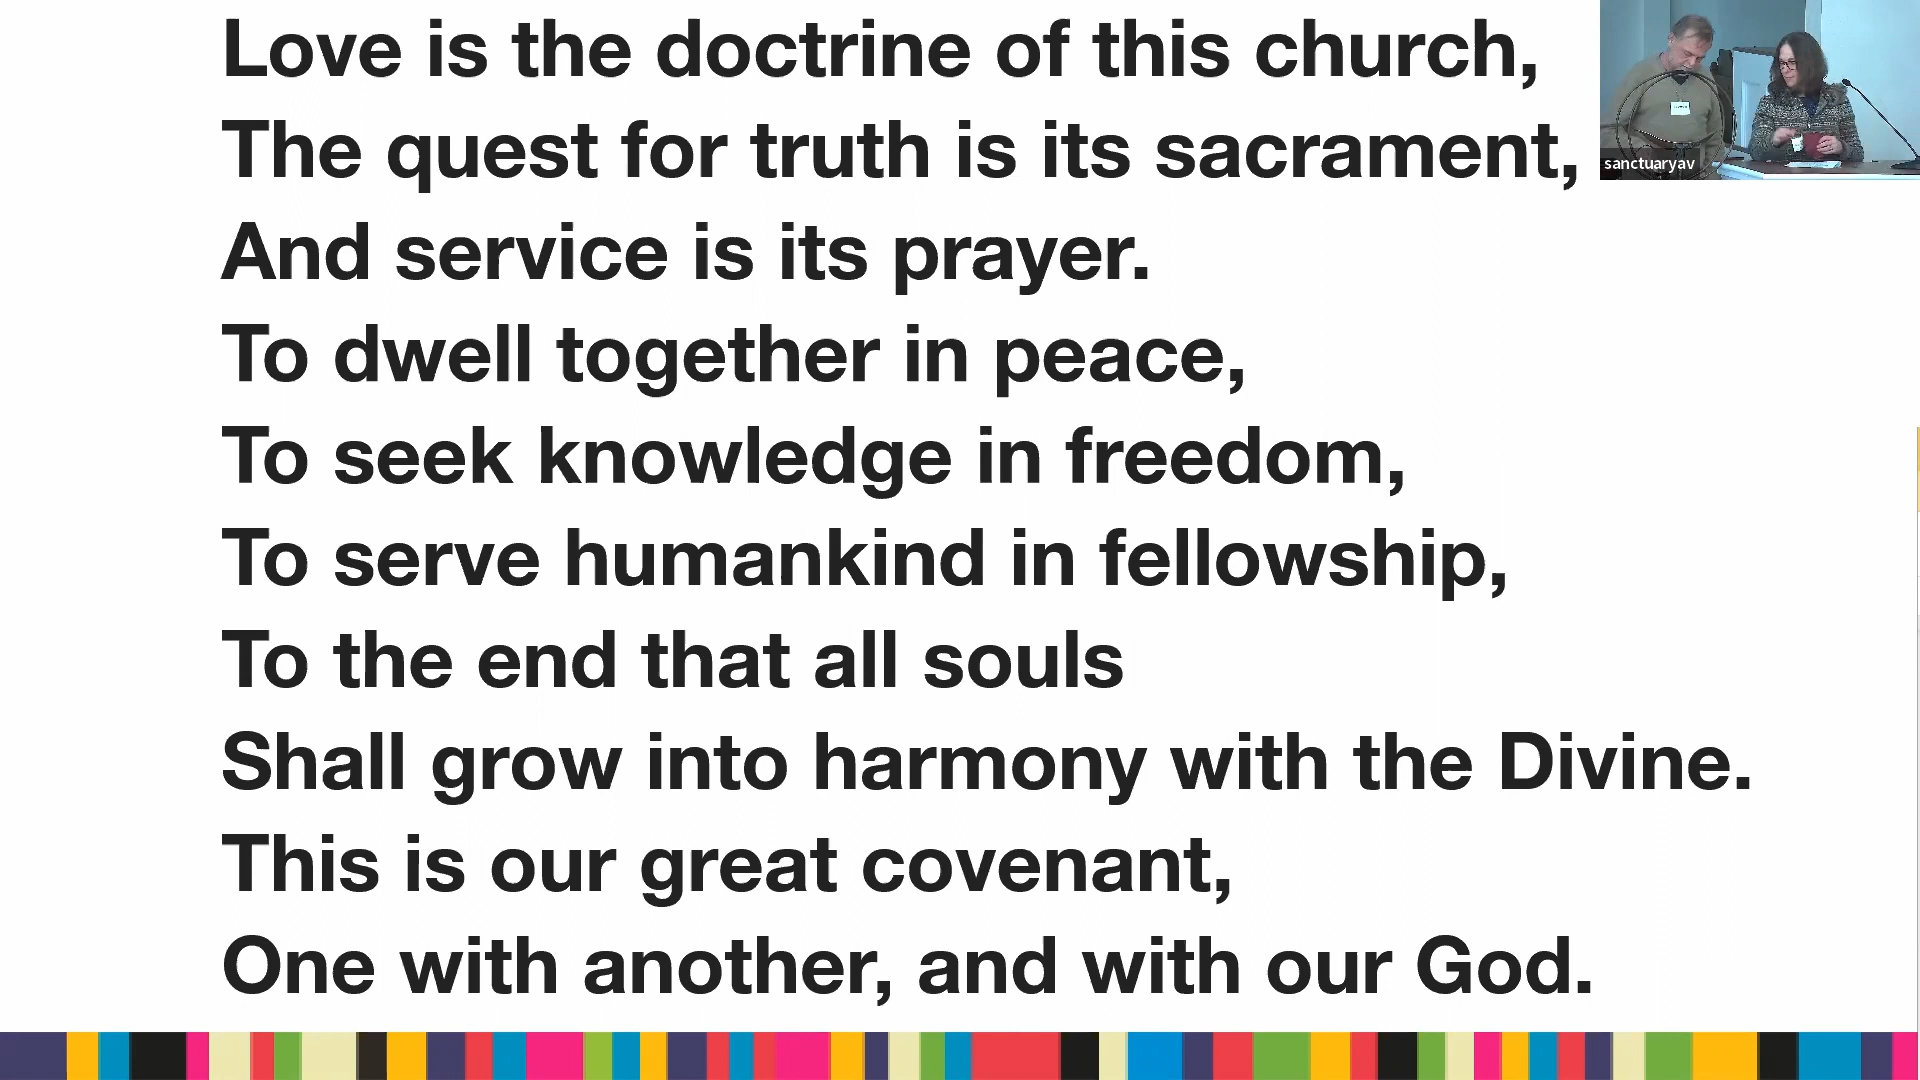 Love is the doctrine of this church,
The quest for truth is its sacrament,
And service is its prayer.
To dwell together in peace,
To seek knowledge in freedom,
To serve humankind in fellowship,
To the end that all souls
Shall grow into harmony with the Divine.
This is our great covenant,
One with another, and with our God.
sanctuaryav